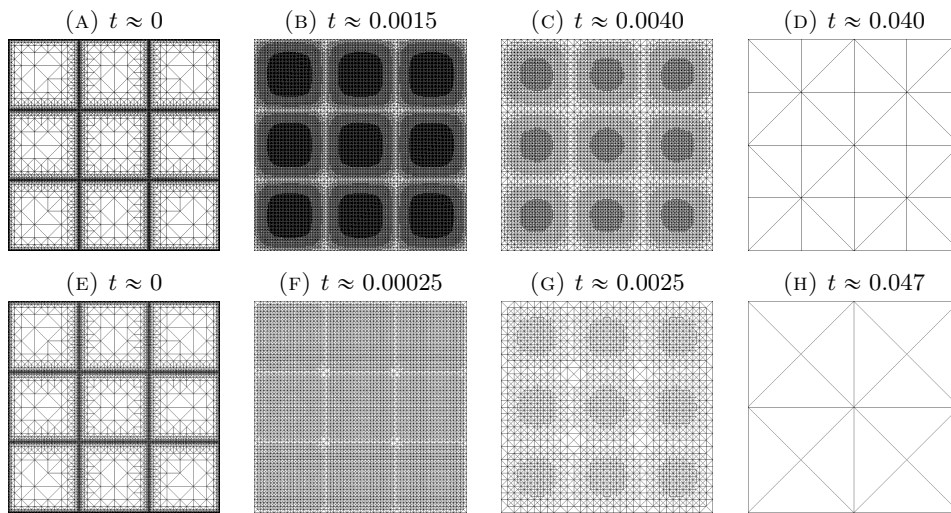 (A) t ≈ 0 (B) t ≈ 0.0015 (C) t ≈ 0.0040 (D) t ≈ 0.040
(E) t ≈ 0 (F) t ≈ 0.00025 (G) t ≈ 0.0025 (H) t ≈ 0.047